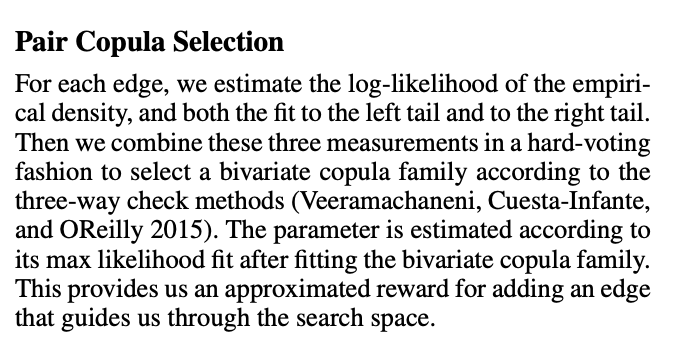 Pair Copula Selection
For each edge, we estimate the log-likelihood of the empiri-
cal density, and both the fit to the left tail and to the right tail.
Then we combine these three measurements in a hard-voting
fashion to select a bivariate copula family according to the
three-way check methods (Veeramachaneni, Cuesta-Infante,
and OReilly 2015). The parameter is estimated according to
its max likelihood fit after fitting the bivariate copula family.
This provides us an approximated reward for adding an edge
that guides us through the search space.